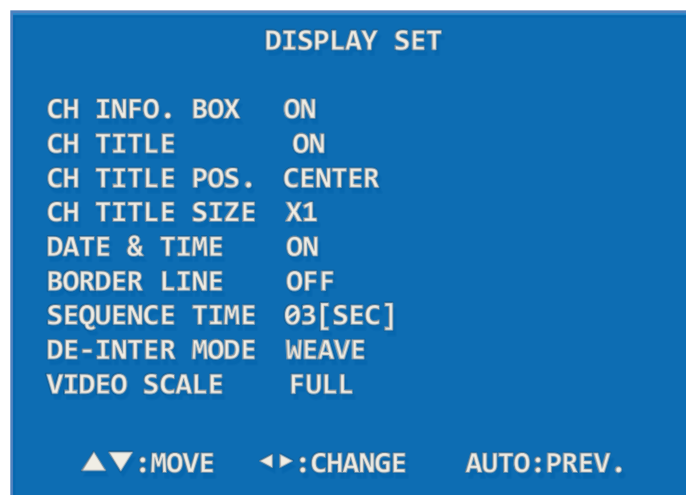 DISPLAY SET
CH INFO. BOX ON
CH TITLE ON
CH TITLE POS. CENTER
CH TITLE SIZE X1
DATE & TIME ON
BORDER LINE OFF
SEQUENCE TIME 03[SEC]
DE-INTER MODE WEAVE
VIDEO SCALE FULL
▲▼:MOVE ◄►:CHANGE AUTO:PREV.